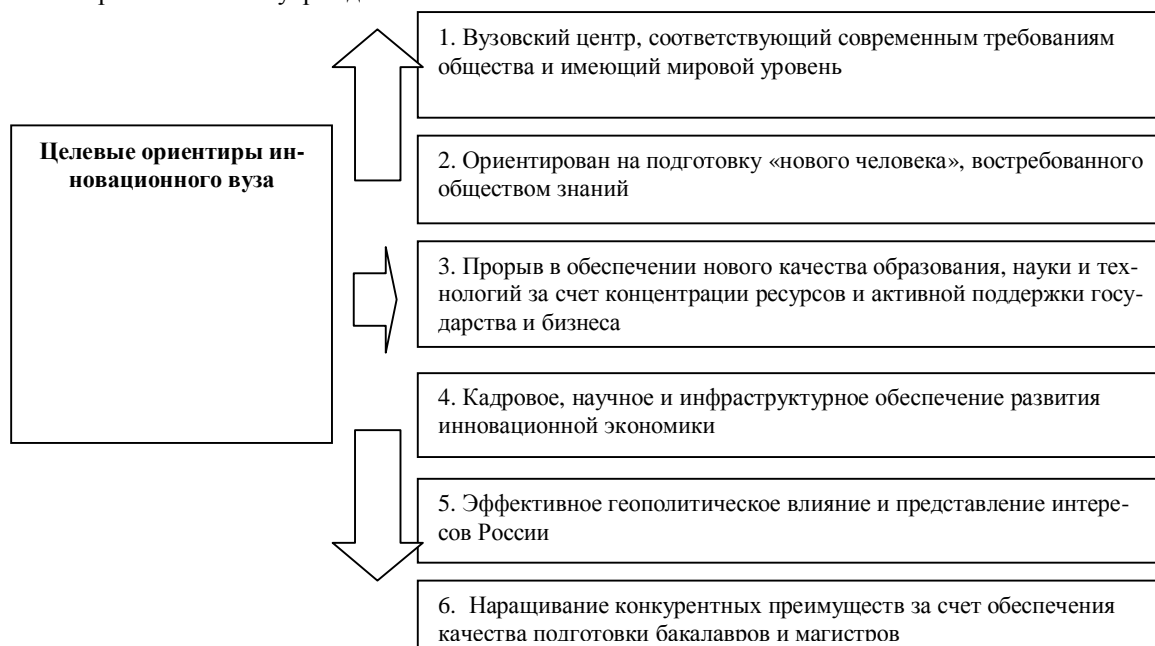 1. Вузовский центр, соответствующий современным требованиям
общества и имеющий мировой уровень
Целевые ориентиры ин-
новационного вуза
2. Ориентирован на подготовку «нового человека», востребованного
обществом знаний
3. Прорыв в обеспечении нового качества образования, науки и тех-
нологий за счет концентрации ресурсов и активной поддержки госу-
дарства и бизнеса
4. Кадровое, научное и инфраструктурное обеспечение развития
инновационной экономики
5. Эффективное геополитическое влияние и представление интере-
сов России
6. Наращивание конкурентных преимуществ за счет обеспечения
качества подготовки бакалавров и магистров